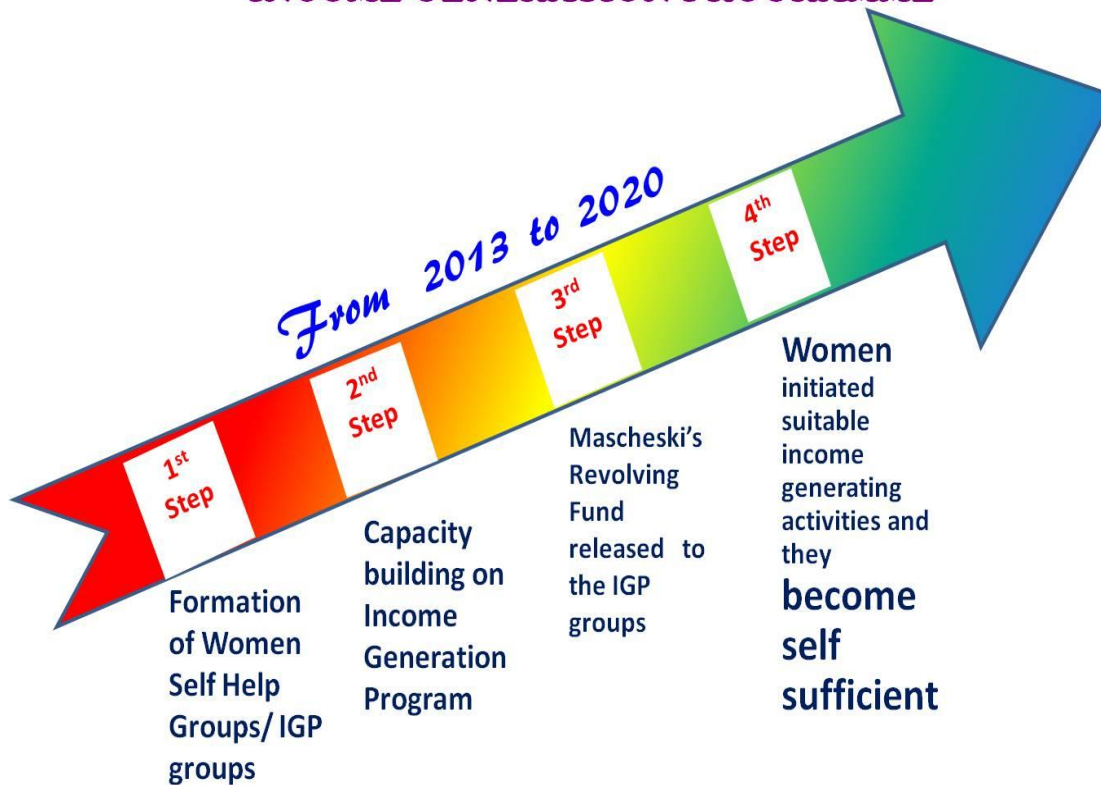 From 2013 to 2020
1st
Step
Formation
of Women
Self Help
Groups/ IGP
groups
2nd
Step
Capacity
building on
Income
Generation
Program
3rd
Step
Mascheski's
Revolving
Fund
released to
the IGP
groups
4th
Step
Women
initiated
suitable
income
generating
activities and
they
become
self
sufficient